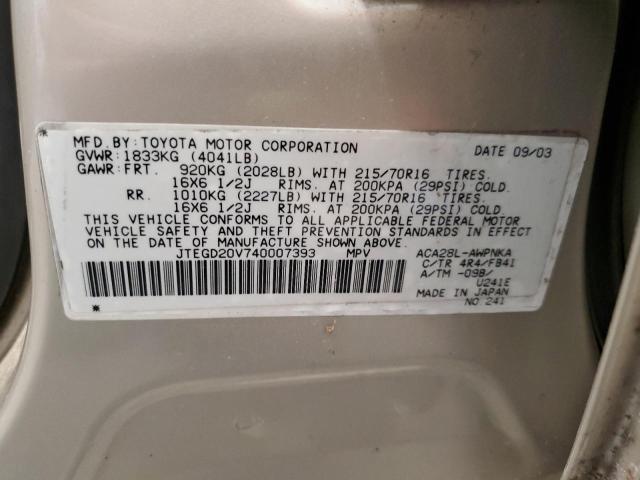 MFD. BY: TOYOTA MOTOR CORPORATION DATE 09/03
GVWR: 1833KG (4041LB)
GAWR: FRT. 920KG (2028LB) WITH 215/70R16 TIRES.
16X6 1/2J RIMS. AT 200KPA (29PSI) COLD.
RR. 1010KG (2227LB) WITH 215/70R16 TIRES.
16X6 1/2J RIMS. AT 200KPA (29PSI) COLD.
THIS VEHICLE CONFORMS TO ALL APPLICABLE FEDERAL MOTOR
VEHICLE SAFETY AND THEFT PREVENTION STANDARDS IN EFFECT
ON THE DATE OF MANUFACTURE SHOWN ABOVE.
JTEGD20V740007393 MPV ACA28L-AWPNKA
C/TR 4R4/FB41
A/TM -09B/
U241E
MADE IN JAPAN
NO 241